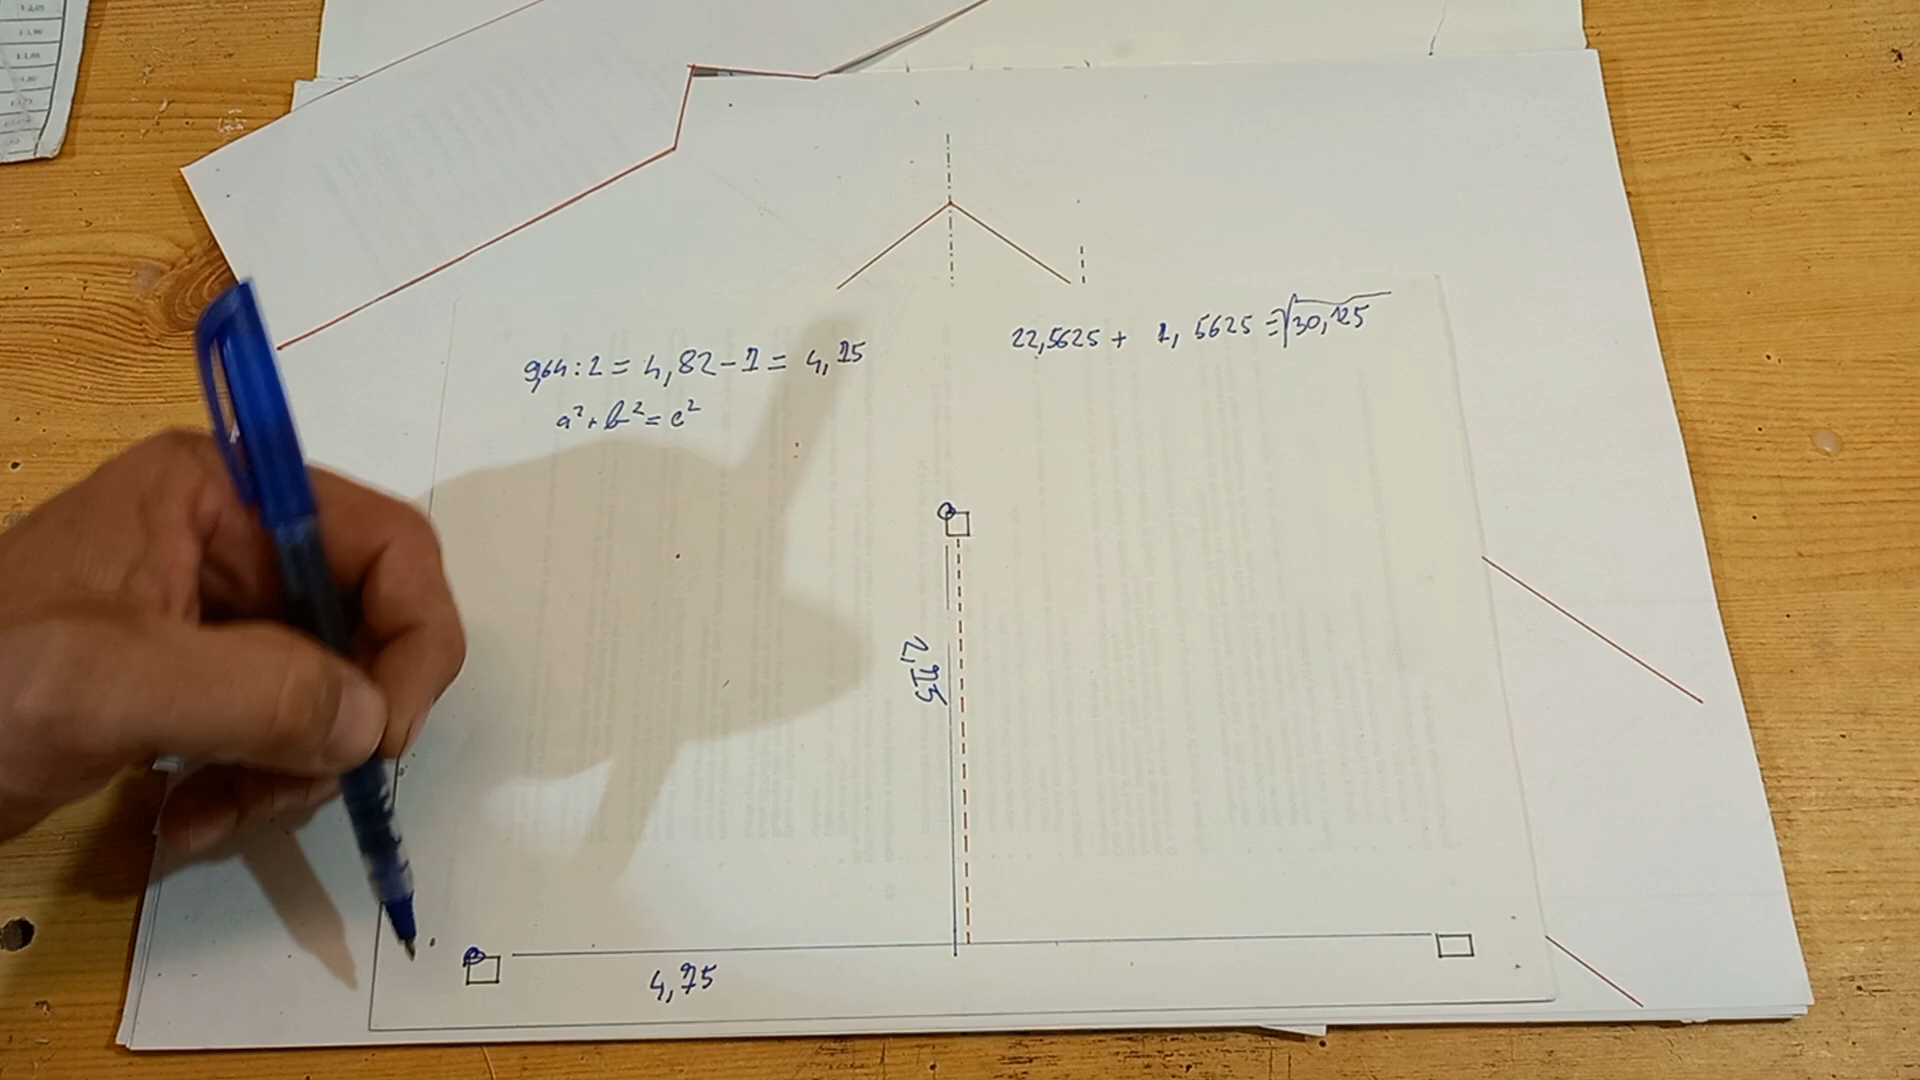 9,64 : 2 = 4,82 - 7 = 4,75
a² + b² = c²
22,5625 + 7,5625 = √30,125
2,75
4,75